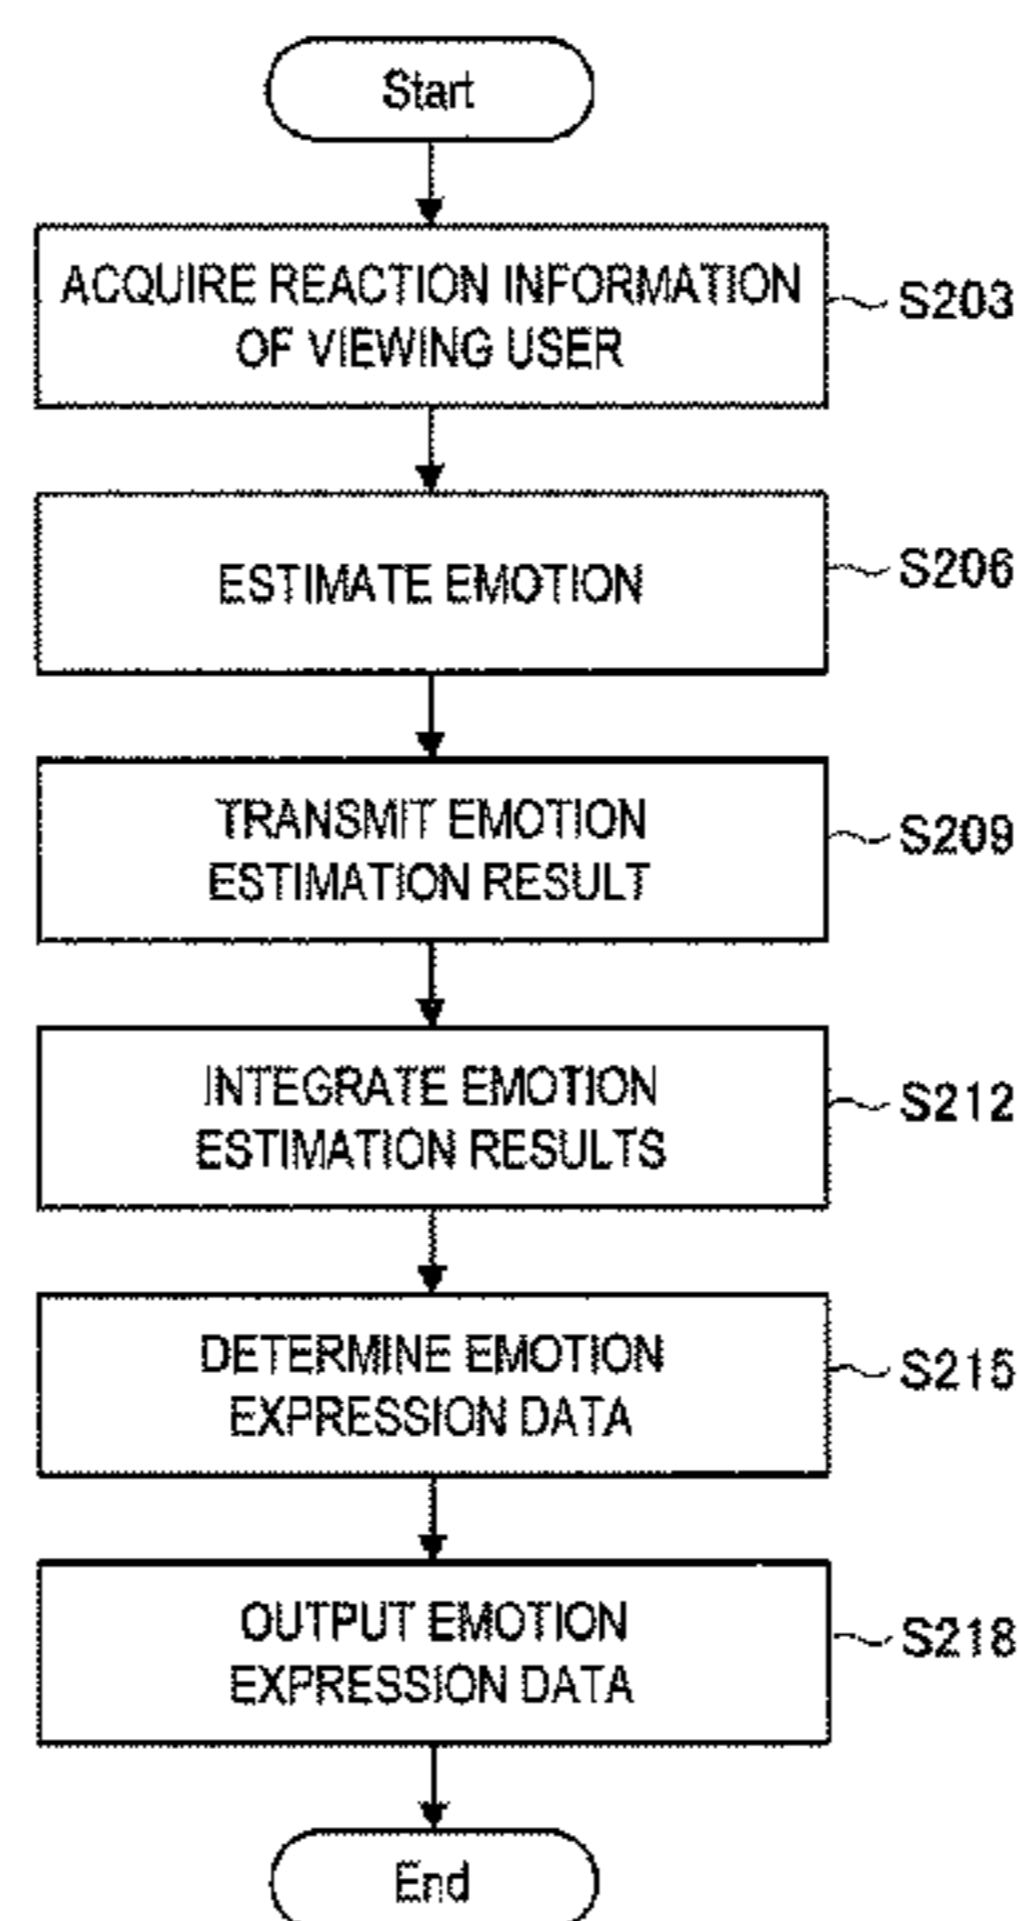 Start
ACQUIRE REACTION INFORMATION
OF VIEWING USER
S203
ESTIMATE EMOTION
S206
TRANSMIT EMOTION
ESTIMATION RESULT
S209
INTEGRATE EMOTION
ESTIMATION RESULTS
S212
DETERMINE EMOTION
EXPRESSION DATA
S215
OUTPUT EMOTION
EXPRESSION DATA
S218
End